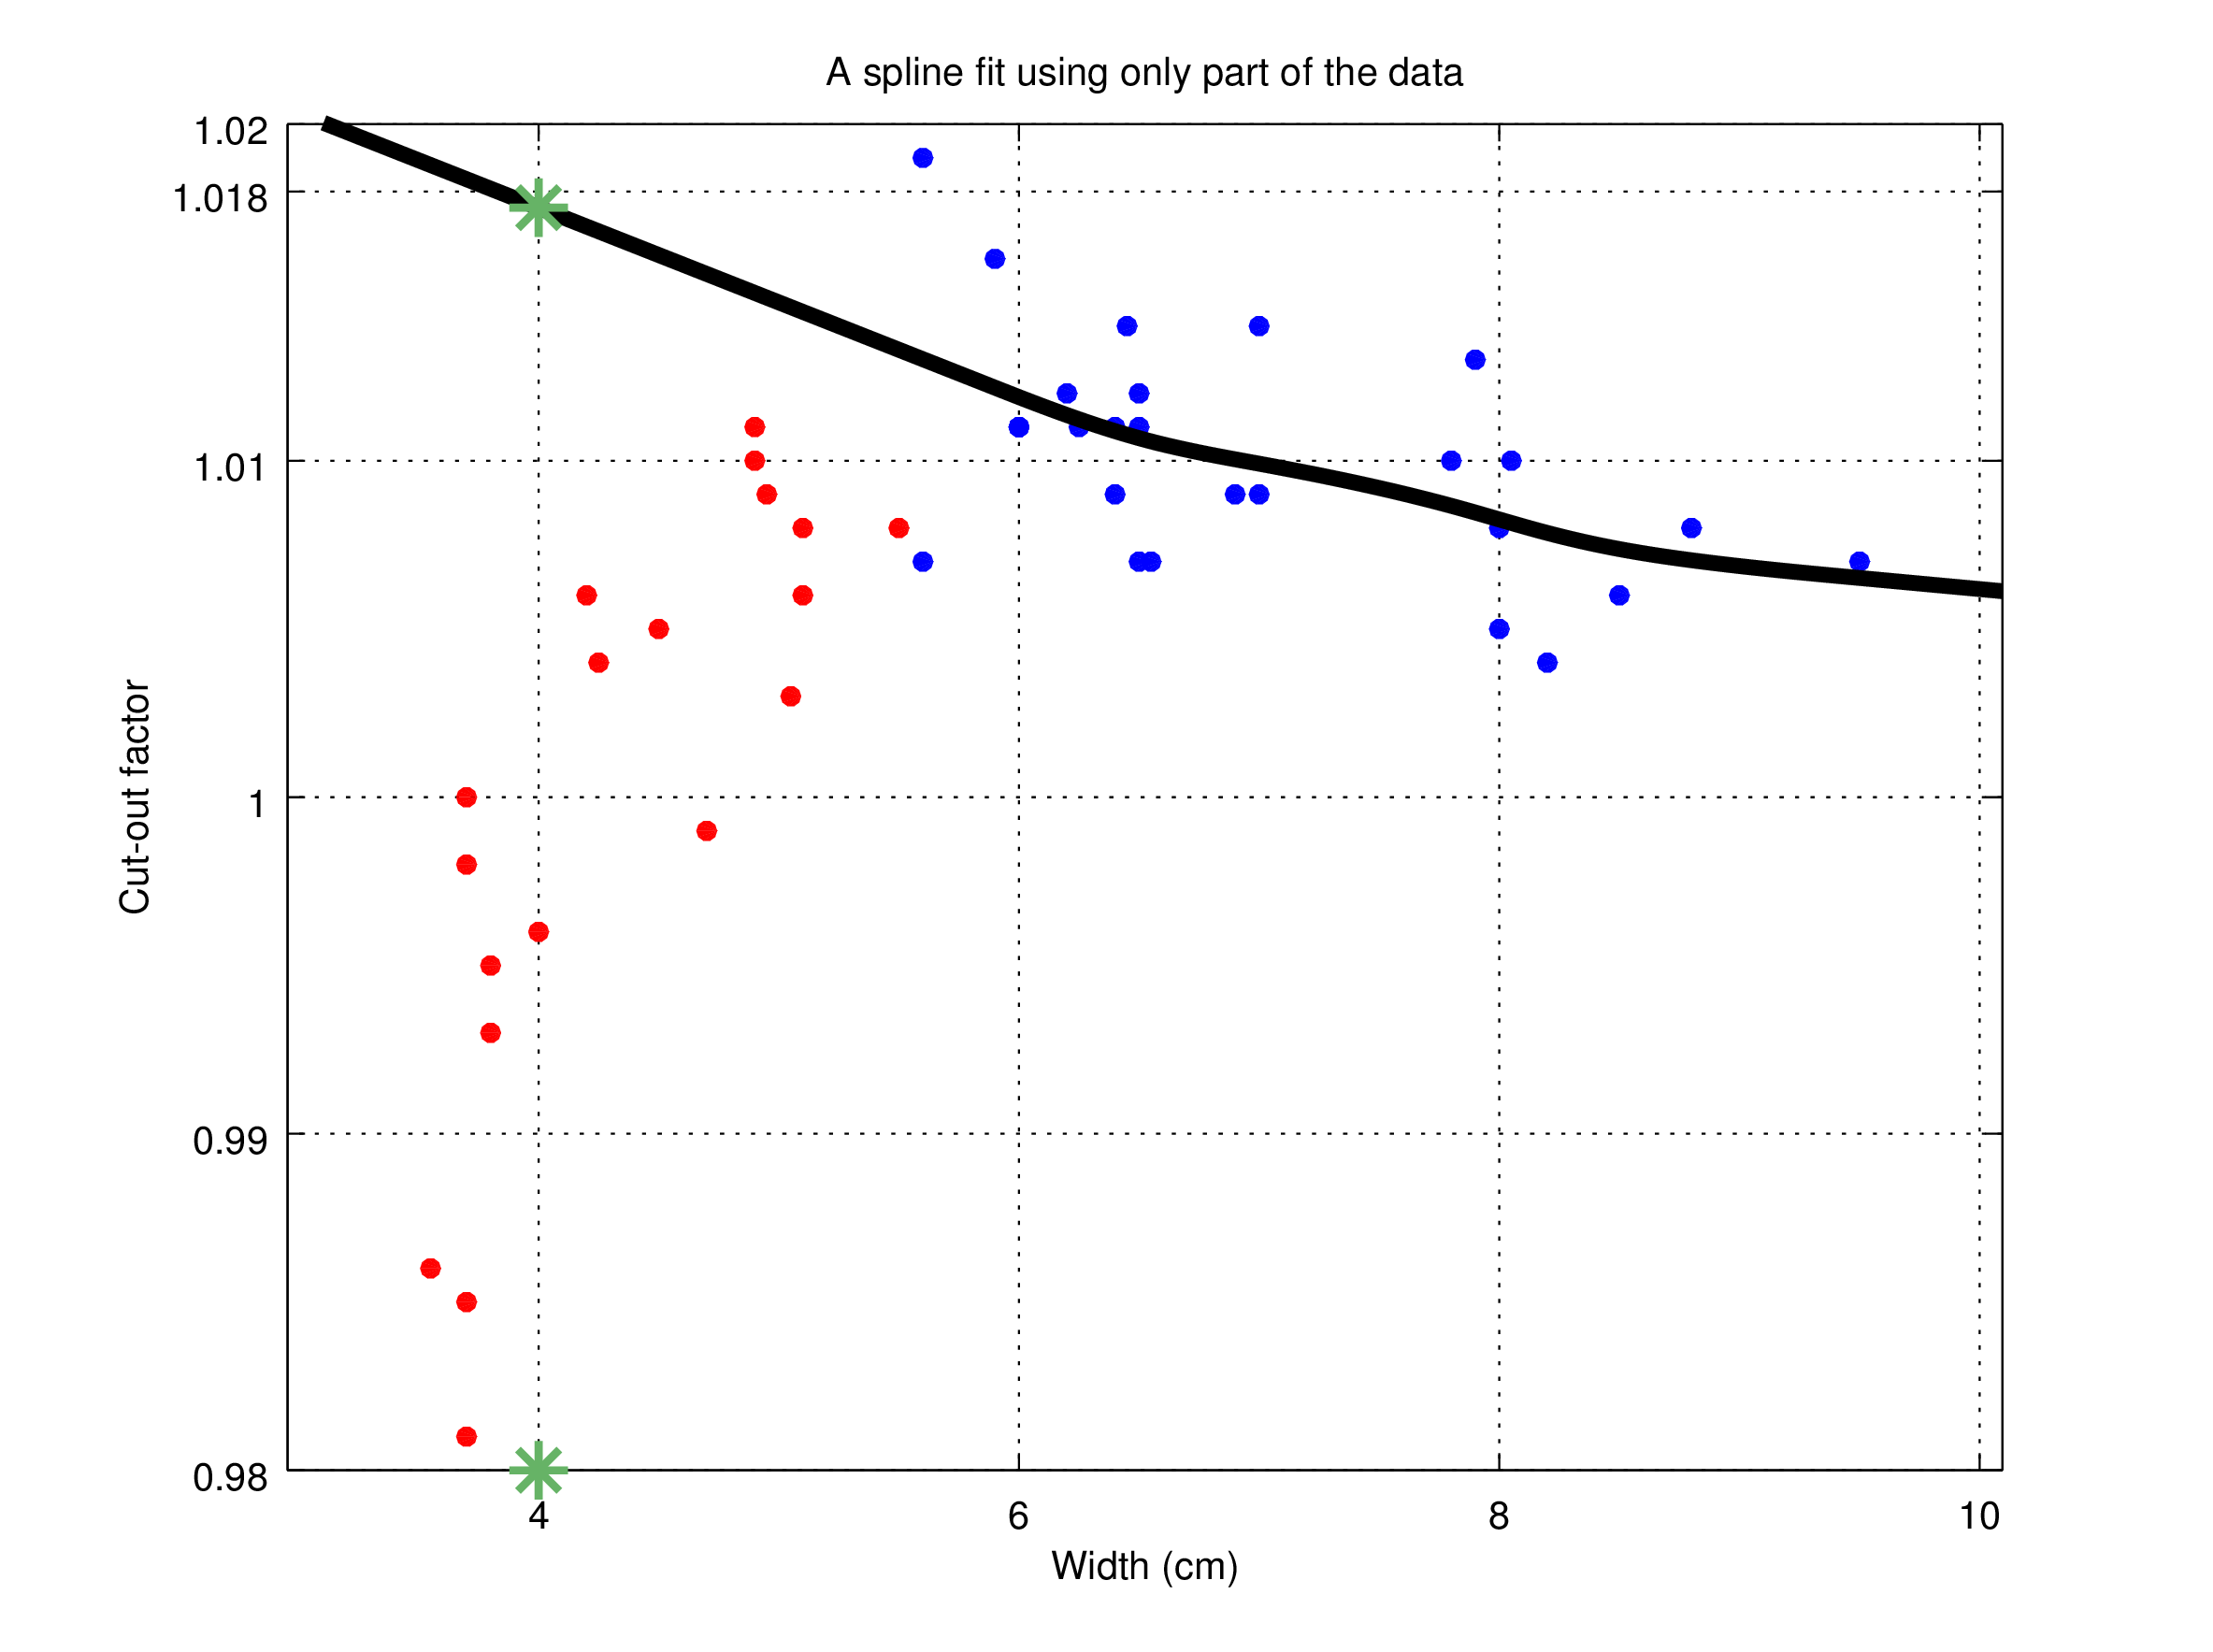 A spline fit using only part of the data
1.02
1.018
1.01
1
0.99
0.98
Cut-out factor
4 6 8 10
Width (cm)